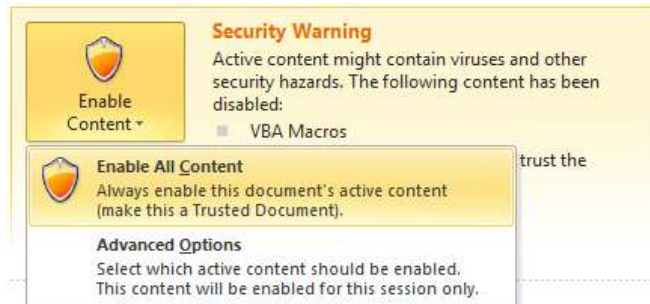 Security Warning
Active content might contain viruses and other
security hazards. The following content has been
disabled:
VBA Macros
Enable
Content
trust the
Enable All Content
Always enable this document's active content
(make this a Trusted Document).
Advanced Options
Select which active content should be enabled.
This content will be enabled for this session only.